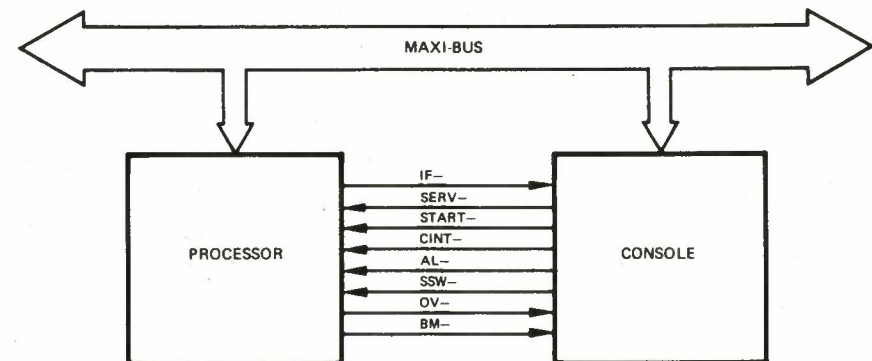 MAXI-BUS
PROCESSOR
IF–
SERV–
START–
CINT–
AL–
SSW–
OV–
BM–
CONSOLE